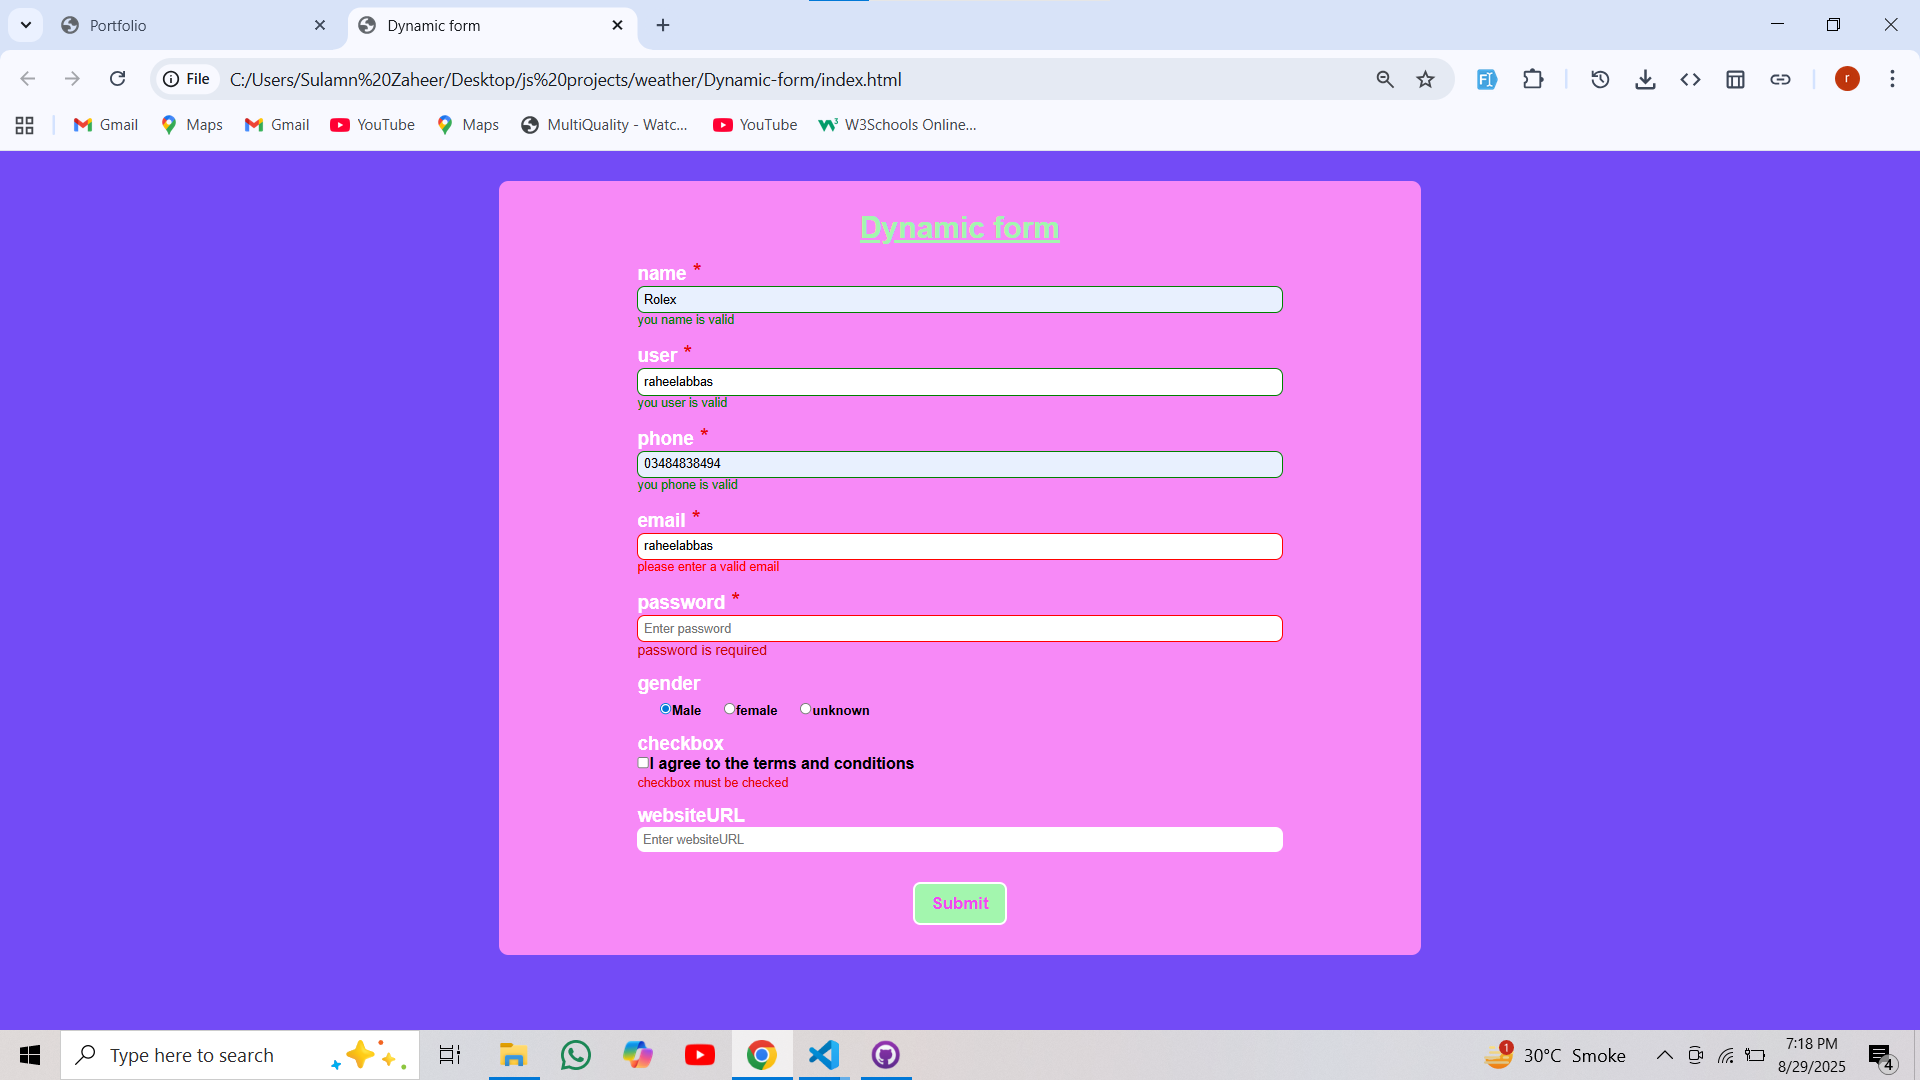 Portfolio
Dynamic form
File
C:/Users/Sulamn%20Zaheer/Desktop/js%20projects/weather/Dynamic-form/index.html
r
Gmail
Maps
Gmail
YouTube
Maps
MultiQuality - Watc...
YouTube
W3Schools Online...
Dynamic form
name *
Rolex
you name is valid
user *
raheelabbas
you user is valid
phone *
03484838494
you phone is valid
email *
raheelabbas
please enter a valid email
password *
Enter password
password is required
gender
Male female unknown
checkbox
I agree to the terms and conditions
checkbox must be checked
websiteURL
Enter websiteURL
Submit
Type here to search
1
30°C Smoke
7:18 PM
8/29/2025
4